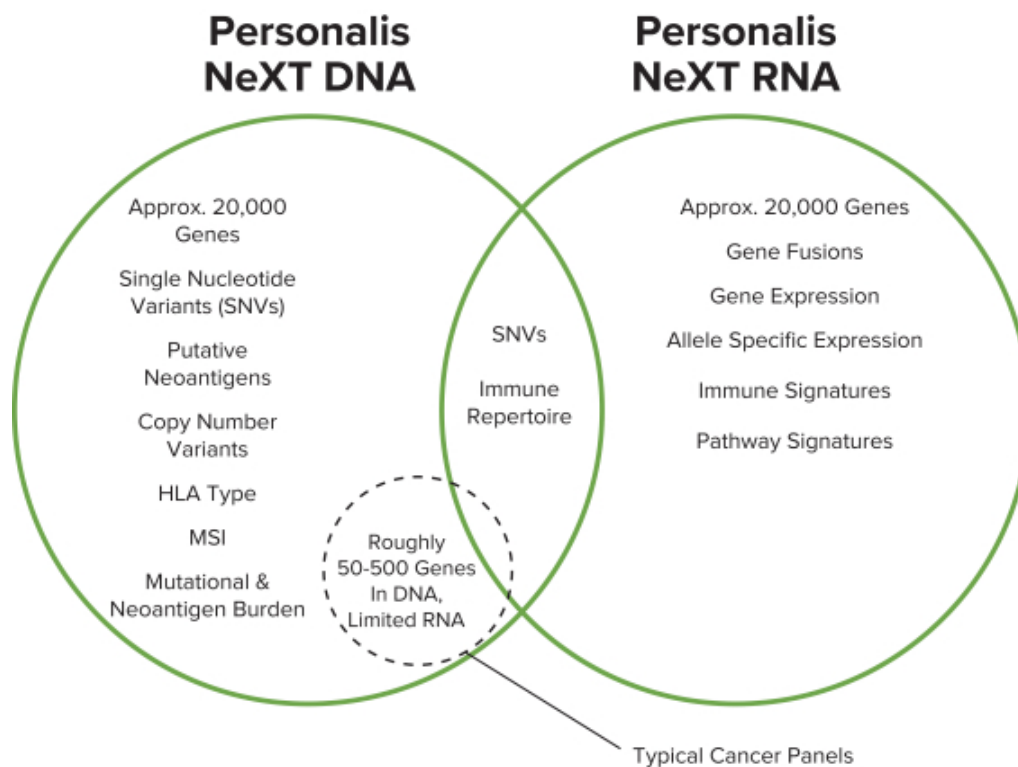 Personalis
NeXT DNA
Personalis
NeXT RNA
Approx. 20,000
Genes
Single Nucleotide
Variants (SNVs)
Putative
Neoantigens
Copy Number
Variants
HLA Type
MSI
Mutational &
Neoantigen Burden
Roughly
50-500 Genes
In DNA,
Limited RNA
SNVs
Immune
Repertoire
Approx. 20,000 Genes
Gene Fusions
Gene Expression
Allele Specific Expression
Immune Signatures
Pathway Signatures
Typical Cancer Panels